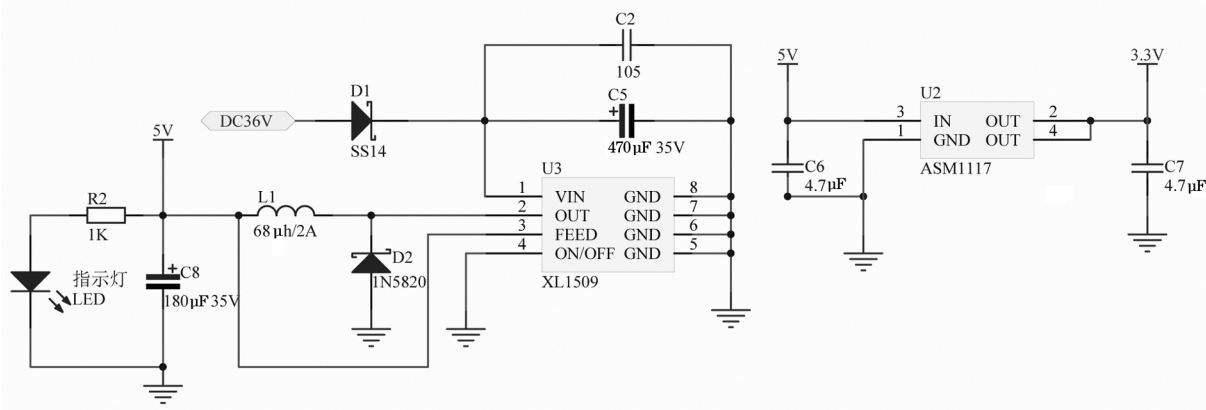 C2
105
D1
DC36V
SS14
+
C5
470μF 35V
5V
R2
1K
L1
68μh/2A
指示灯
LED
+
C8
180μF 35V
D2
1N5820
U3
1 VIN GND 8
2 OUT GND 7
3 FEED GND 6
4 ON/OFF GND 5
XL1509
5V
3.3V
U2
3 IN OUT 2
1 GND OUT 4
ASM1117
C6
4.7μF
C7
4.7μF